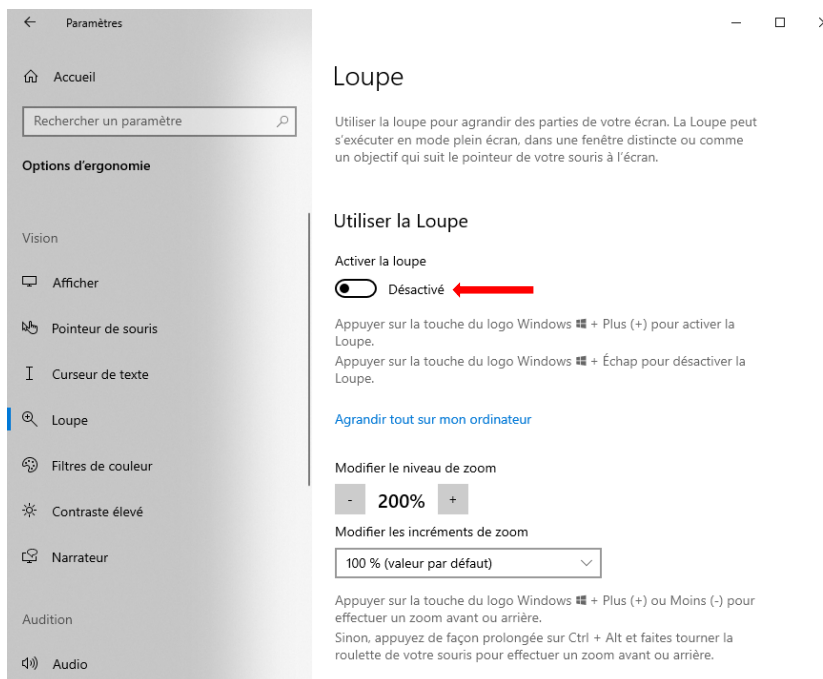 Paramètres
Accueil
Rechercher un paramètre
Options d'ergonomie
Vision
Afficher
Pointeur de souris
Curseur de texte
Loupe
Filtres de couleur
Contraste élevé
Narrateur
Audition
Audio
Loupe
Utiliser la loupe pour agrandir des parties de votre écran. La Loupe peut
s'exécuter en mode plein écran, dans une fenêtre distincte ou comme
un objectif qui suit le pointeur de votre souris à l'écran.
Utiliser la Loupe
Activer la loupe
Désactivé
Appuyer sur la touche du logo Windows + Plus (+) pour activer la
Loupe.
Appuyer sur la touche du logo Windows + Échap pour désactiver la
Loupe.
Agrandir tout sur mon ordinateur
Modifier le niveau de zoom
- 200% +
Modifier les incréments de zoom
100 % (valeur par défaut)
Appuyer sur la touche du logo Windows + Plus (+) ou Moins (-) pour
effectuer un zoom avant ou arrière.
Sinon, appuyez de façon prolongée sur Ctrl + Alt et faites tourner la
roulette de votre souris pour effectuer un zoom avant ou arrière.